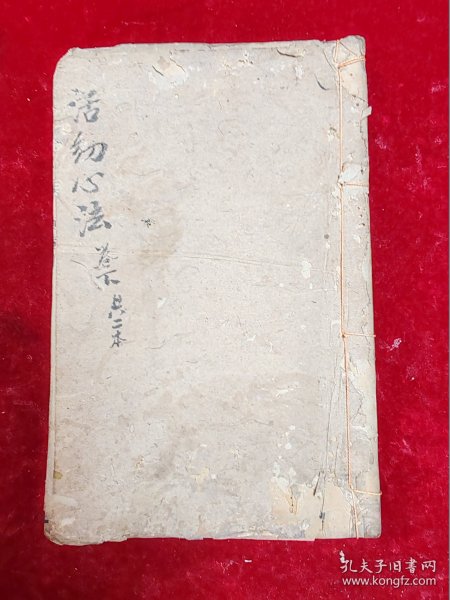 活幼心法
卷下
共二本
孔夫子旧书网
www.kongfz.com